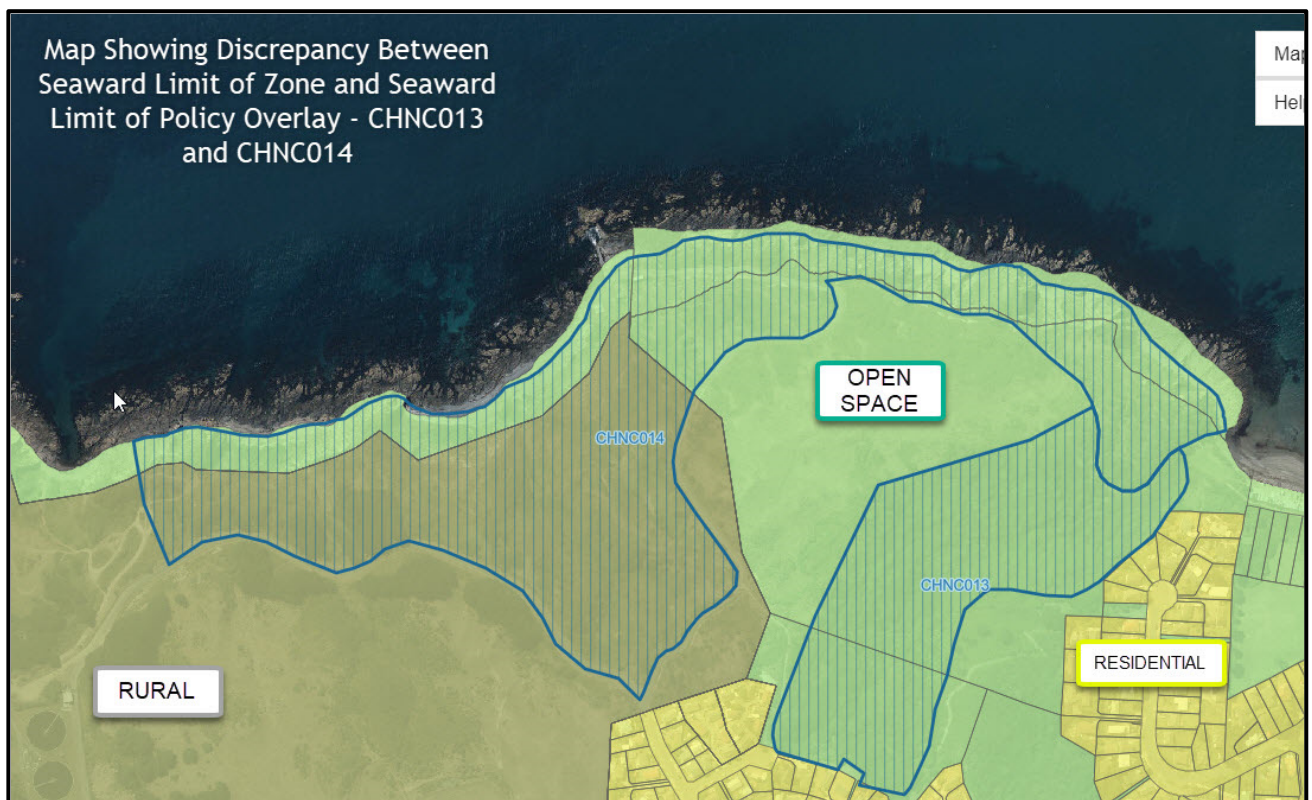 Map Showing Discrepancy Between
Seaward Limit of Zone and Seaward
Limit of Policy Overlay - CHNC013
and CHNC014
OPEN
SPACE
CHNC014
CHNC013
RESIDENTIAL
RURAL